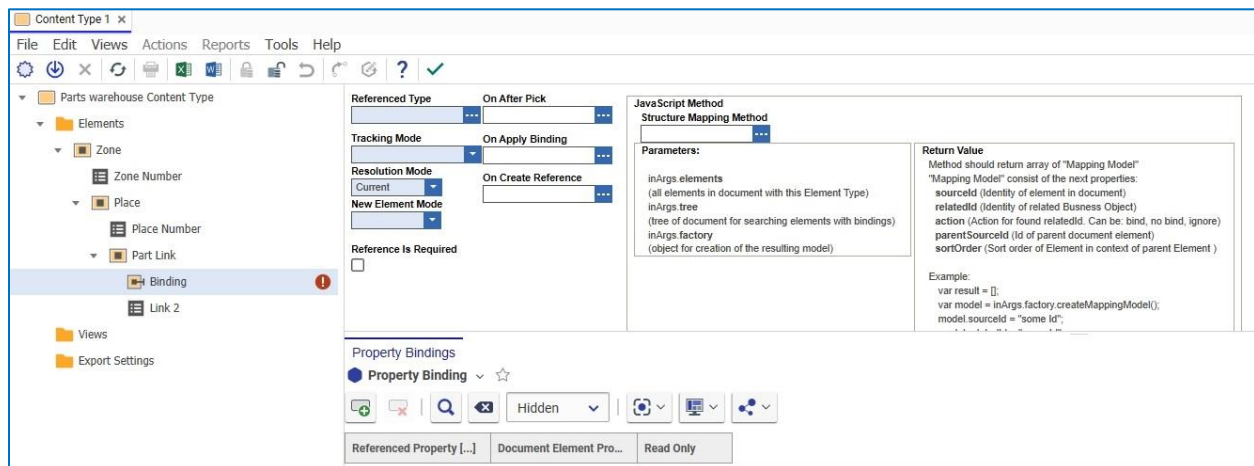 Content Type 1
File Edit Views Actions Reports Tools Help
Parts warehouse Content Type
Elements
Zone
Zone Number
Place
Place Number
Part Link
Binding
Link 2
Views
Export Settings
Referenced Type On After Pick
Tracking Mode On Apply Binding
Resolution Mode
Current
On Create Reference
New Element Mode
Reference Is Required
JavaScript Method
Structure Mapping Method
Parameters:
inArgs.elements
(all elements in document with this Element Type)
inArgs.tree
(tree of document for searching elements with bindings)
inArgs.factory
(object for creation of the resulting model)
Return Value
Method should return array of "Mapping Model"
"Mapping Model" consist of the next properties:
sourceId (Identity of element in document)
relatedId (Identity of related Busness Object)
action (Action for found relatedId. Can be: bind, no bind, ignore)
parentSourceId (Id of parent document element)
sortOrder (Sort order of Element in context of parent Element )
Example:
var result = [];
var model = inArgs.factory.createMappingModel();
model.sourceId = "some Id";
Property Bindings
Property Binding
Hidden
Referenced Property [...] Document Element Pro... Read Only